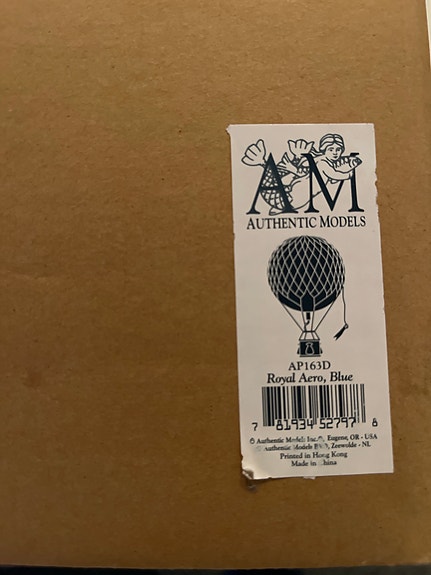 AM
AUTHENTIC MODELS
AP163D
Royal Aero, Blue
7 81934 52797 8
© Authentic Models Inc.®, Eugene, OR - USA
Authentic Models Zeewolde - NL
Printed in Hong Kong
Made in China